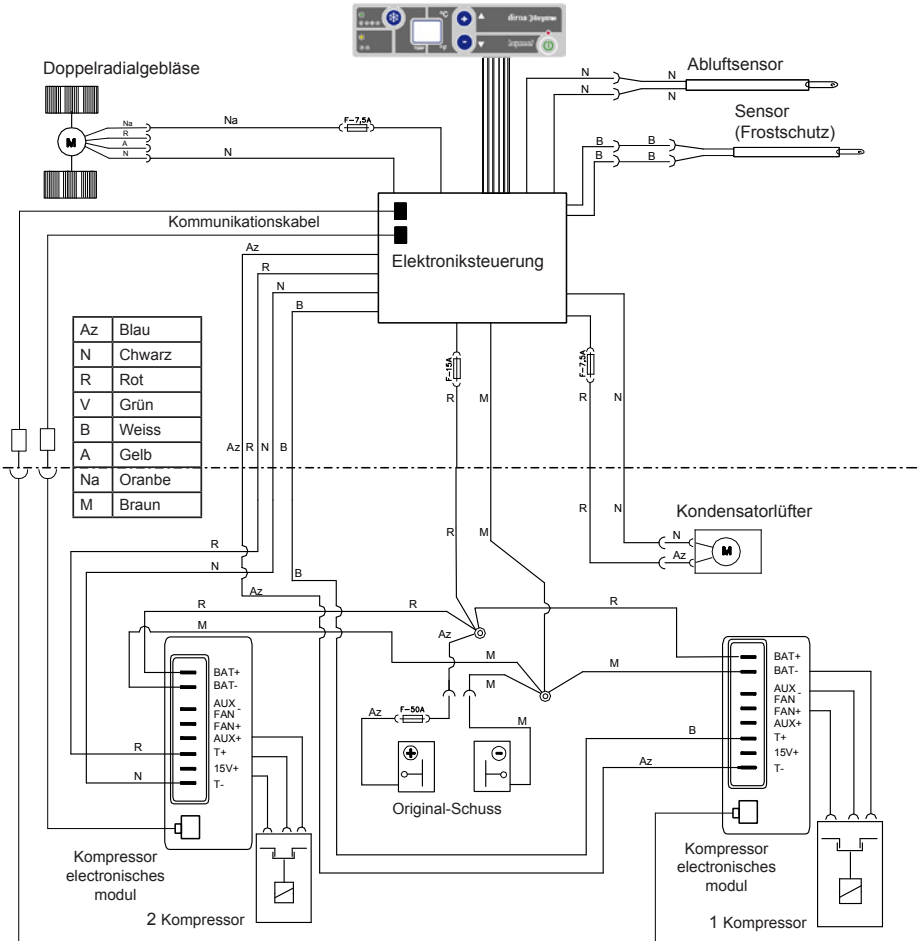 °C
°F
dirna Bergstrom
Doppelradialgebläse
Abluftsensor
N
N
N
N
Sensor
(Frostschutz)
B
B
B
B
M
Na
R
A
N
Na
N
F-7,5A
Kommunikationskabel
Elektroniksteuerung
Az
R
N
B
Az Blau
N Chwarz
R Rot
V Grün
B Weiss
A Gelb
Na Oranbe
M Braun
F-15A
R
M
F-7,5A
R
N
Az
R
N
B
R
M
R
N
Kondensatorlüfter
N
Az
M
R
N
B
Az
R
R
R
M
Az
M
M
M
Az
F-50A
M
Original-Schuss
BAT+
BAT-
AUX -
FAN
FAN+
AUX+
T+
15V+
T-
R
N
Kompressor
electronisches
modul
2 Kompressor
BAT+
BAT-
AUX -
FAN
FAN+
AUX+
T+
15V+
T-
B
Az
Kompressor
electronisches
modul
1 Kompressor